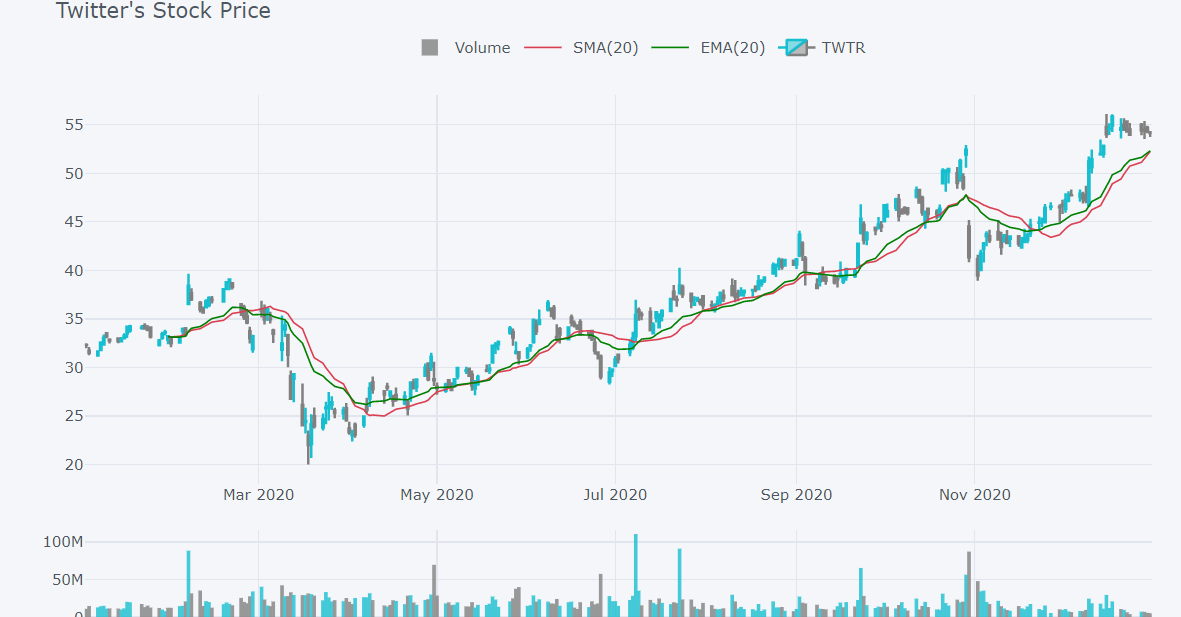 Twitter's Stock Price
Volume SMA(20) EMA(20) TWTR
55
50
45
40
35
30
25
20
Mar 2020 May 2020 Jul 2020 Sep 2020 Nov 2020
100M
50M
0